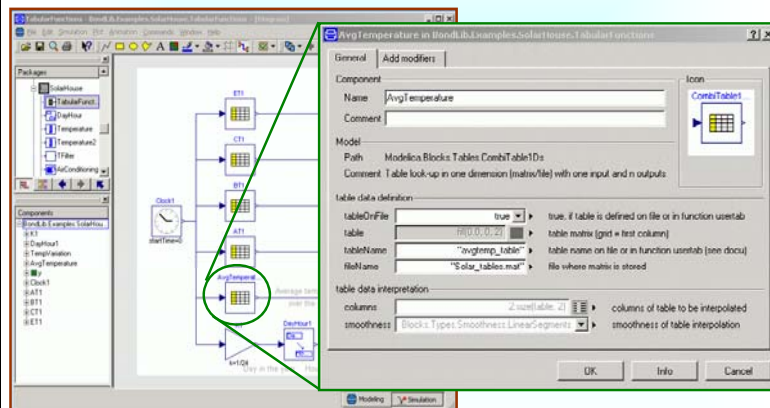 TabularFunctions - BondLib.Examples.SolarHouse.TabularFunctions - [Diagram]
File Edit Simulation Plot Animation Commands Window Help
Packages
SolarHouse
TabularFunct...
DayHour
Temperature
Temperature2
TFilter
AirConditioning
Components
BondLib.Examples.SolarHou...
K1
DayHour1
TempVariation
AvgTemperature
y
Clock1
AT1
BT1
CT1
ET1
Clock1
startTime=0
ET1
CT1
BT1
AT1
AvgTemperat...
Average tem
over the
k=1/24
DayHour1
Day in the year
Modeling
Simulation
AvgTemperature in BondLib.Examples.SolarHouse.TabularFunctions
General
Add modifiers
Component
Name AvgTemperature
Comment
Icon
CombiTable1...
Model
Path Modelica.Blocks.Tables.CombiTable1Ds
Comment Table look-up in one dimension (matrix/file) with one input and n outputs
table data definition
tableOnFile true true, if table is defined on file or in function usertab
table fill(0.0, 0, 2) table matrix (grid = first column)
tableName "avgtemp_table" table name on file or in function usertab (see docu)
fileName "Solar_tables.mat" file where matrix is stored
table data interpretation
columns 2:size(table, 2) columns of table to be interpolated
smoothness Blocks.Types.Smoothness.LinearSegments smoothness of table interpolation
OK
Info
Cancel